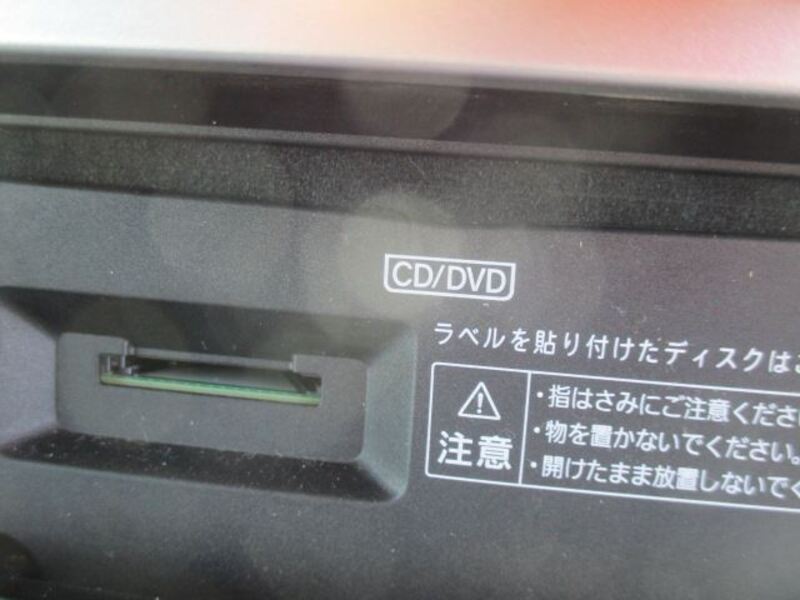 CD/DVD
ラベルを貼り付けたディスクは
注意
・指はさみにご注意くださ
・物を置かないでください。
・開けたまま放置しないで